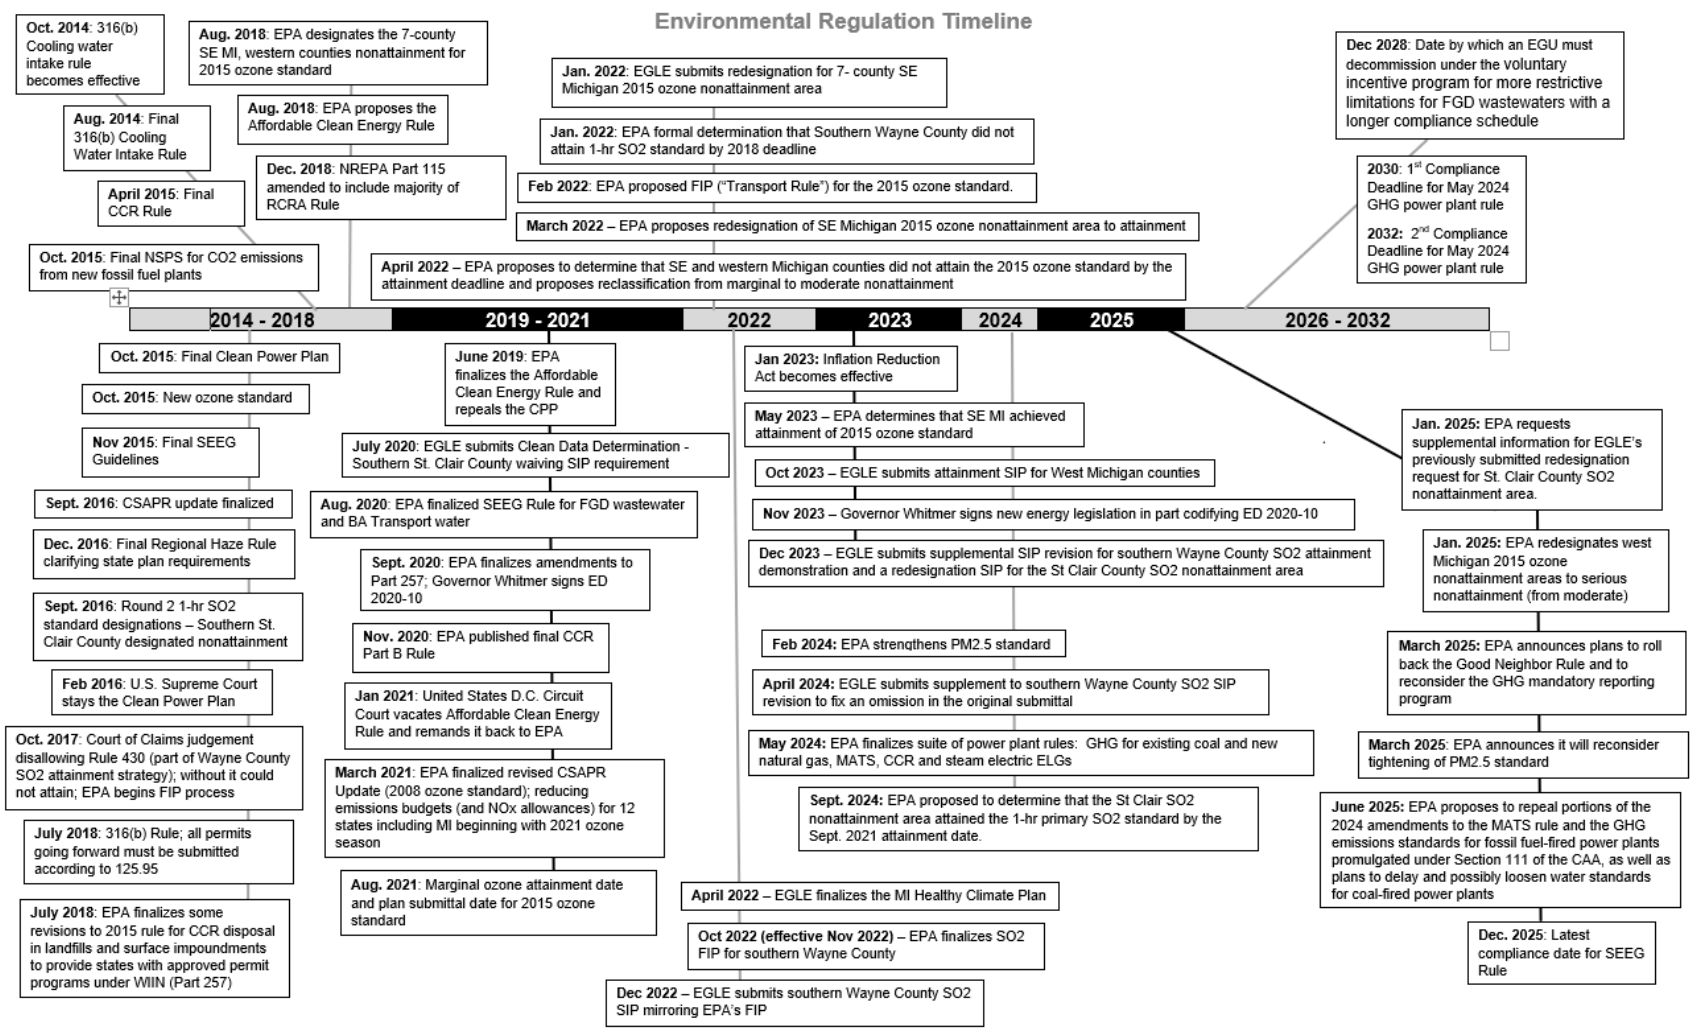 Environmental Regulation Timeline
Oct. 2014: 316(b)
Cooling water
intake rule
becomes effective
Aug. 2014: Final
316(b) Cooling
Water Intake Rule
April 2015: Final
CCR Rule
Oct. 2015: Final NSPS for CO2 emissions
from new fossil fuel plants
Aug. 2018: EPA designates the 7-county
SE MI, western counties nonattainment for
2015 ozone standard
Aug. 2018: EPA proposes the
Affordable Clean Energy Rule
Dec. 2018: NREPA Part 115
amended to include majority of
RCRA Rule
Jan. 2022: EGLE submits redesignation for 7- county SE
Michigan 2015 ozone nonattainment area
Jan. 2022: EPA formal determination that Southern Wayne County did not
attain 1-hr SO2 standard by 2018 deadline
Feb 2022: EPA proposed FIP (“Transport Rule”) for the 2015 ozone standard.
March 2022 – EPA proposes redesignation of SE Michigan 2015 ozone nonattainment area to attainment
April 2022 – EPA proposes to determine that SE and western Michigan counties did not attain the 2015 ozone standard by the
attainment deadline and proposes reclassification from marginal to moderate nonattainment
Dec 2028: Date by which an EGU must
decommission under the voluntary
incentive program for more restrictive
limitations for FGD wastewaters with a
longer compliance schedule
2030: 1st Compliance
Deadline for May 2024
GHG power plant rule
2032: 2nd Compliance
Deadline for May 2024
GHG power plant rule
2014 - 2018
2019 - 2021
2022
2023
2024
2025
2026 - 2032
Oct. 2015: Final Clean Power Plan
Oct. 2015: New ozone standard
Nov 2015: Final SEEG
Guidelines
Sept. 2016: CSAPR update finalized
Dec. 2016: Final Regional Haze Rule
clarifying state plan requirements
Sept. 2016: Round 2 1-hr SO2
standard designations – Southern St.
Clair County designated nonattainment
Feb 2016: U.S. Supreme Court
stays the Clean Power Plan
Oct. 2017: Court of Claims judgement
disallowing Rule 430 (part of Wayne County
SO2 attainment strategy); without it could
not attain; EPA begins FIP process
July 2018: 316(b) Rule; all permits
going forward must be submitted
according to 125.95
July 2018: EPA finalizes some
revisions to 2015 rule for CCR disposal
in landfills and surface impoundments
to provide states with approved permit
programs under WIIN (Part 257)
June 2019: EPA
finalizes the Affordable
Clean Energy Rule and
repeals the CPP
July 2020: EGLE submits Clean Data Determination -
Southern St. Clair County waiving SIP requirement
Aug. 2020: EPA finalized SEEG Rule for FGD wastewater
and BA Transport water
Sept. 2020: EPA finalizes amendments to
Part 257; Governor Whitmer signs ED
2020-10
Nov. 2020: EPA published final CCR
Part B Rule
Jan 2021: United States D.C. Circuit
Court vacates Affordable Clean Energy
Rule and remands it back to EPA
March 2021: EPA finalized revised CSAPR
Update (2008 ozone standard); reducing
emissions budgets (and NOx allowances) for 12
states including MI beginning with 2021 ozone
season
Aug. 2021: Marginal ozone attainment date
and plan submittal date for 2015 ozone
standard
Jan 2023: Inflation Reduction
Act becomes effective
May 2023 – EPA determines that SE MI achieved
attainment of 2015 ozone standard
Oct 2023 – EGLE submits attainment SIP for West Michigan counties
Nov 2023 – Governor Whitmer signs new energy legislation in part codifying ED 2020-10
Dec 2023 – EGLE submits supplemental SIP revision for southern Wayne County SO2 attainment
demonstration and a redesignation SIP for the St Clair County SO2 nonattainment area
Feb 2024: EPA strengthens PM2.5 standard
April 2024: EGLE submits supplement to southern Wayne County SO2 SIP
revision to fix an omission in the original submittal
May 2024: EPA finalizes suite of power plant rules: GHG for existing coal and new
natural gas, MATS, CCR and steam electric ELGs
Sept. 2024: EPA proposed to determine that the St Clair SO2
nonattainment area attained the 1-hr primary SO2 standard by the
Sept. 2021 attainment date.
April 2022 – EGLE finalizes the MI Healthy Climate Plan
Oct 2022 (effective Nov 2022) – EPA finalizes SO2
FIP for southern Wayne County
Dec 2022 – EGLE submits southern Wayne County SO2
SIP mirroring EPA's FIP
Jan. 2025: EPA requests
supplemental information for EGLE's
previously submitted redesignation
request for St. Clair County SO2
nonattainment area.
Jan. 2025: EPA redesignates west
Michigan 2015 ozone
nonattainment areas to serious
nonattainment (from moderate)
March 2025: EPA announces plans to roll
back the Good Neighbor Rule and to
reconsider the GHG mandatory reporting
program
March 2025: EPA announces it will reconsider
tightening of PM2.5 standard
June 2025: EPA proposes to repeal portions of the
2024 amendments to the MATS rule and the GHG
emissions standards for fossil fuel-fired power plants
promulgated under Section 111 of the CAA, as well as
plans to delay and possibly loosen water standards
for coal-fired power plants
Dec. 2025: Latest
compliance date for SEEG
Rule